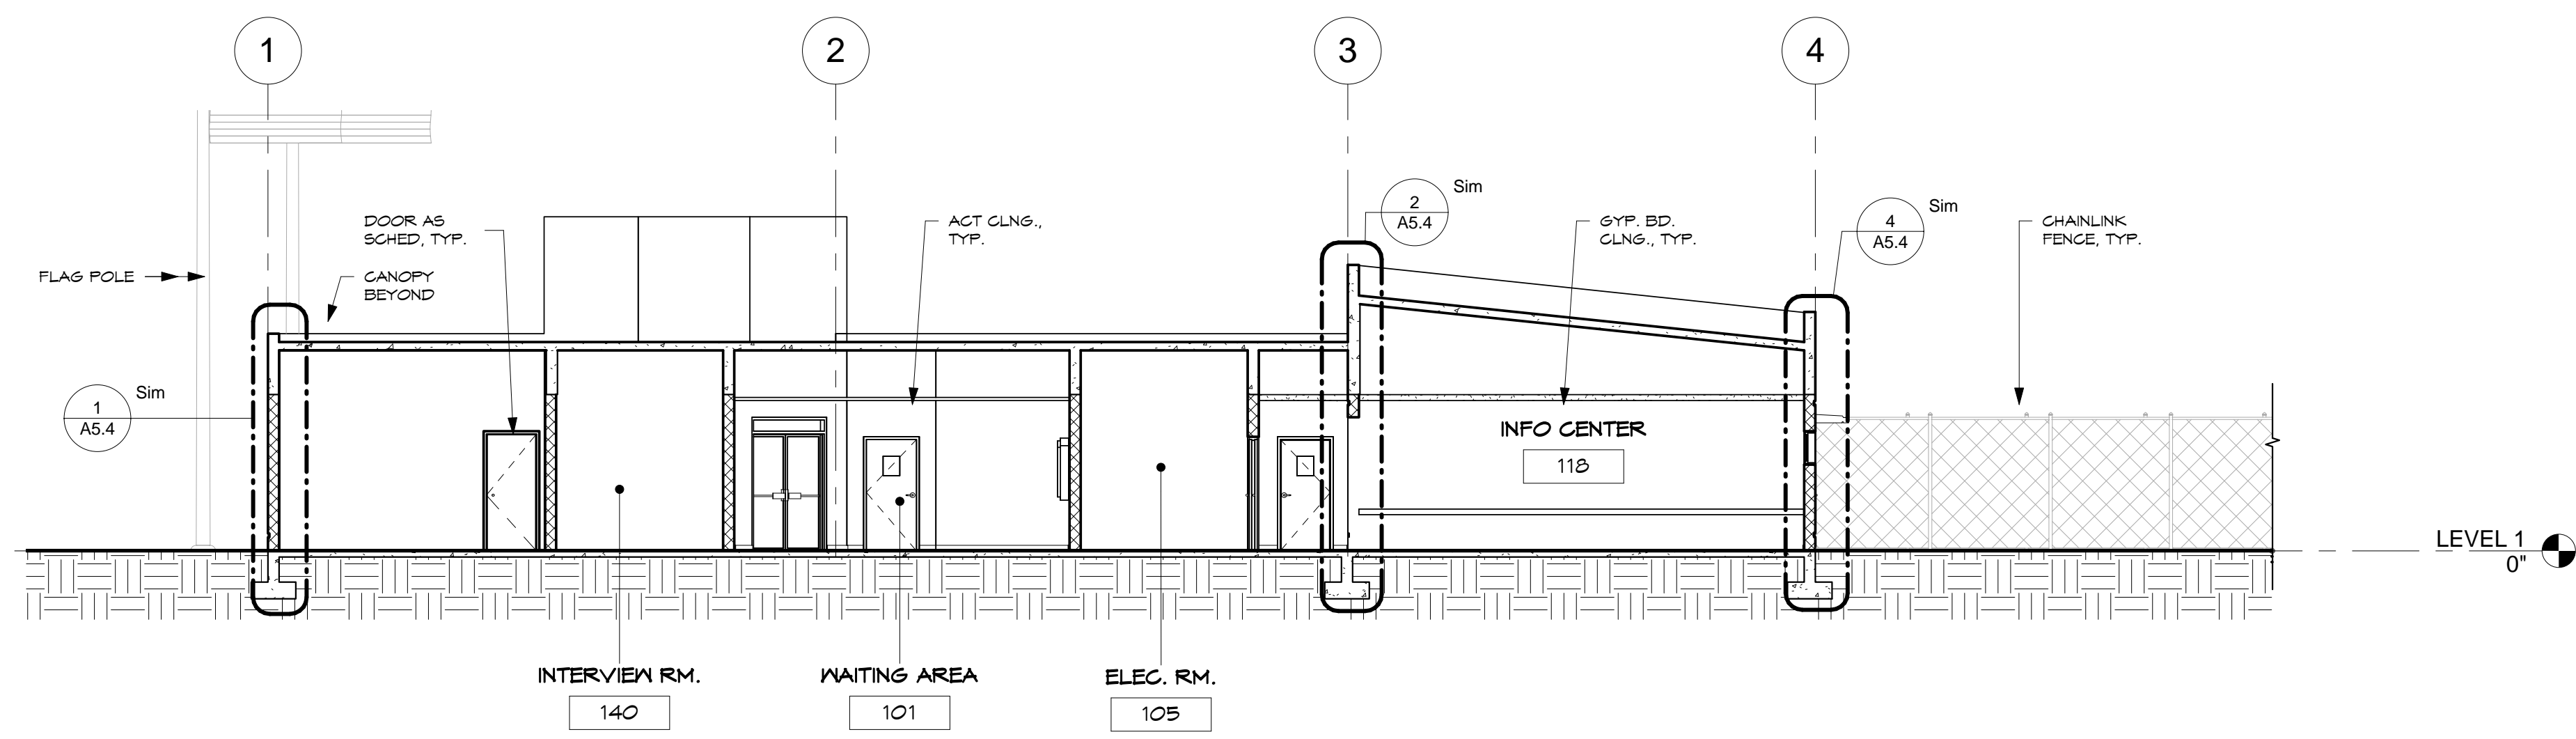 1
2
3
4
2
A5.4
Sim
4
A5.4
Sim
DOOR AS
SCHED, TYP.
ACT CLNG.,
TYP.
GYP. BD.
CLNG., TYP.
CHAINLINK
FENCE, TYP.
FLAG POLE
CANOPY
BEYOND
1
A5.4
Sim
INFO CENTER
118
LEVEL 1
0"
INTERVIEW RM.
140
WAITING AREA
101
ELEC. RM.
105